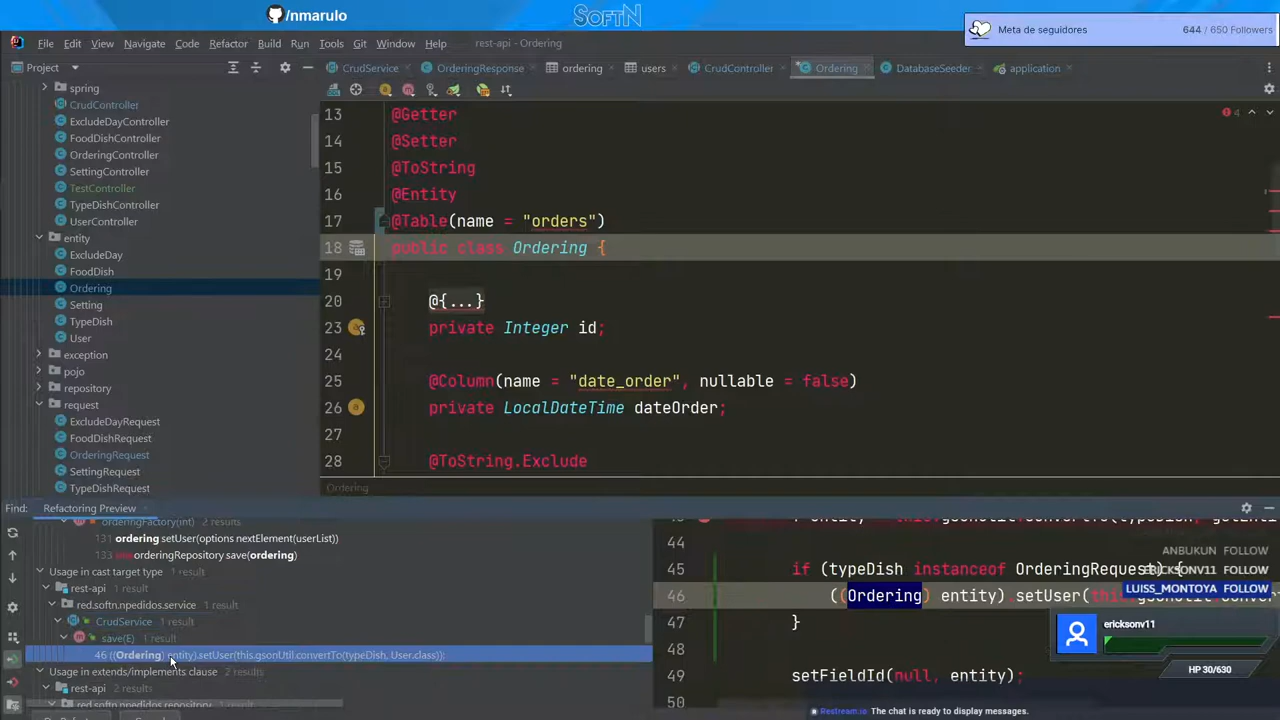 /nmarulo
SoftN
Meta de seguidores 644 / 650 Followers
File Edit View Navigate Code Refactor Build Run Tools Git Window Help rest-api - Ordering
Project
CrudService OrderingResponse ordering users CrudController Ordering DatabaseSeeder application
spring
CrudController
ExcludeDayController
FoodDishController
OrderingController
SettingController
TestController
TypeDishController
UserController
entity
ExcludeDay
FoodDish
Ordering
Setting
TypeDish
User
exception
pojo
repository
request
ExcludeDayRequest
FoodDishRequest
OrderingRequest
SettingRequest
TypeDishRequest
4
13 @Getter
14 @Setter
15 @ToString
16 @Entity
17 @Table(name = "orders")
18 public class Ordering {
19
20 @{...}
23 private Integer id;
24
25 @Column(name = "date_order", nullable = false)
26 private LocalDateTime dateOrder;
27
28 @ToString.Exclude
Ordering
Find: Refactoring Preview
orderingFactory(int) 2 results
131 ordering setUser(options nextElement(userList)
133 orderingRepository save(ordering)
Usage in cast target type 1 result
rest-api 1 result
red.softn.npedidos.service 1 result
CrudService 1 result
save(E) 1 result
46 ((Ordering) entity).setUser(this.gsonUtil.convertTo(typeDish, User.class));
Usage in extends/implements clause 2 results
rest-api 2 results
red.softn.npedidos.repository
44
45 if (typeDish instanceof OrderingRequest) {
46 ((Ordering) entity).setUser(
47 }
48
49 setFieldId(null, entity);
50
ANBUKUN FOLLOW
ERICKSONV11 FOLLOW
LUISS_MONTOYA FOLLOW
ericksonv11
HP 30/630
Restream.io The chat is ready to display messages.